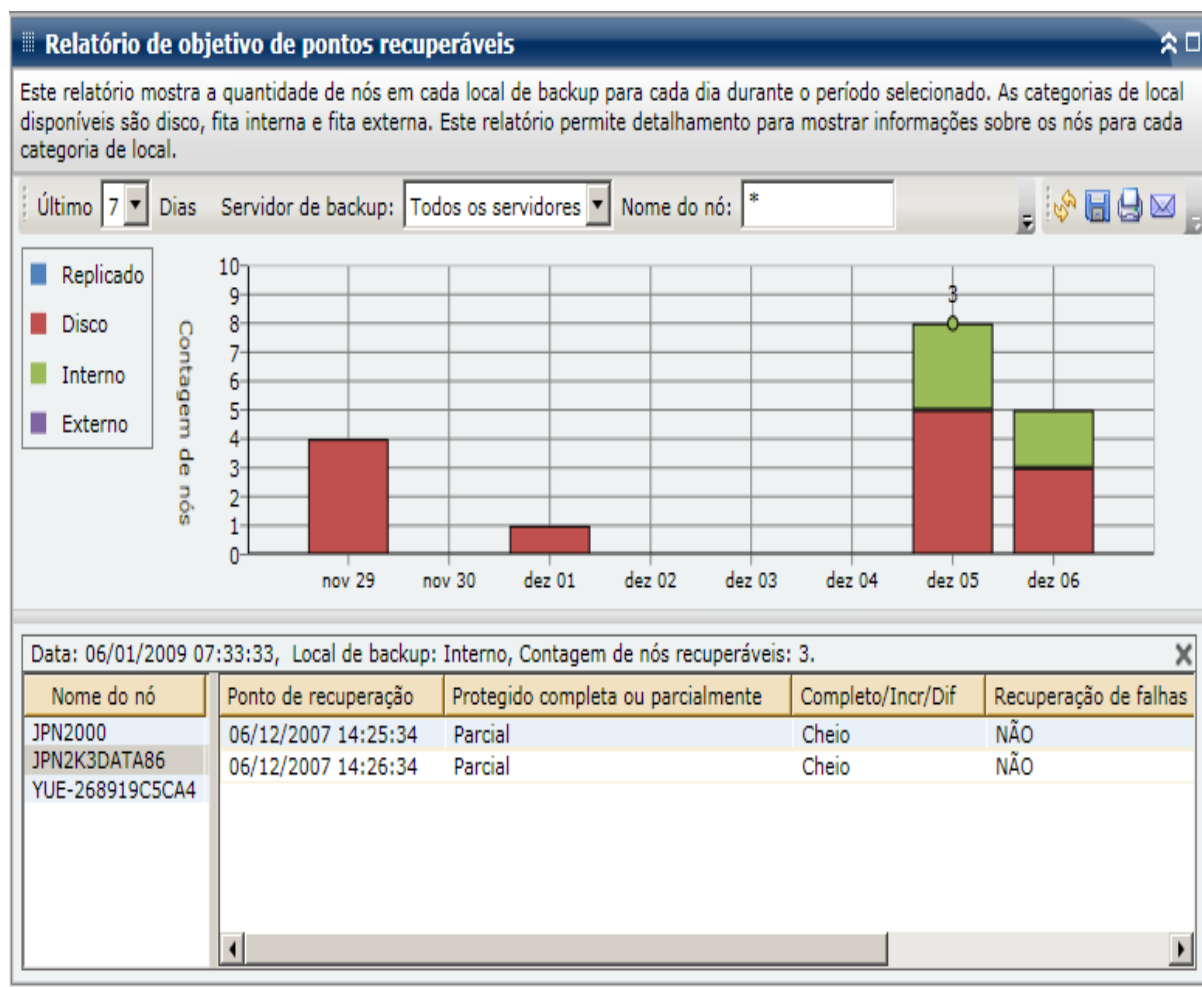 Relatório de objetivo de pontos recuperáveis
Este relatório mostra a quantidade de nós em cada local de backup para cada dia durante o período selecionado. As categorias de local
disponíveis são disco, fita interna e fita externa. Este relatório permite detalhamento para mostrar informações sobre os nós para cada
categoria de local.
Último 7 Dias Servidor de backup: Todos os servidores Nome do nó: *
Replicado
Disco
Interno
Externo
Contagem de nós
10
9
8
7
6
5
4
3
2
1
0
3
nov 29 nov 30 dez 01 dez 02 dez 03 dez 04 dez 05 dez 06
Data: 06/01/2009 07:33:33, Local de backup: Interno, Contagem de nós recuperáveis: 3.
Nome do nó Ponto de recuperação Protegido completa ou parcialmente Completo/Incr/Dif Recuperação de falhas
JPN2000
JPN2K3DATA86
YUE-268919C5CA4
06/12/2007 14:25:34 Parcial Cheio NÃO
06/12/2007 14:26:34 Parcial Cheio NÃO